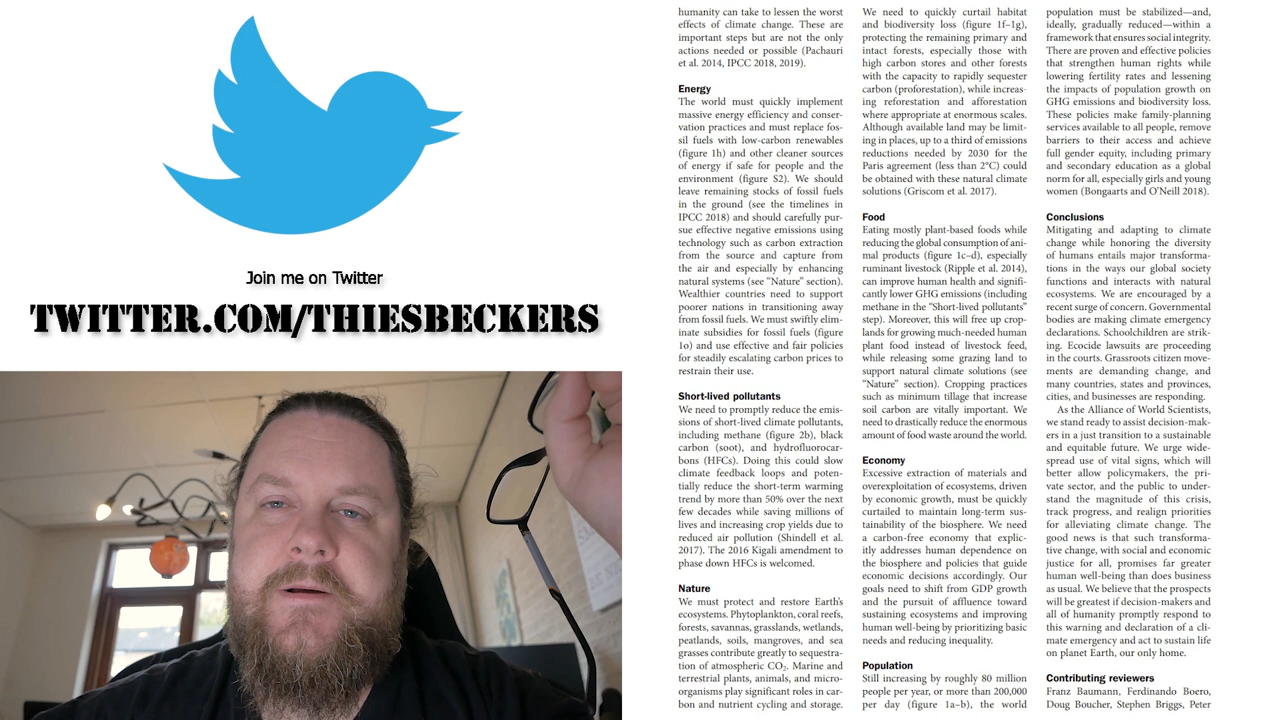 Join me on Twitter
TWITTER.COM/THIESBECKERS
humanity can take to lessen the worst
effects of climate change. These are
important steps but are not the only
actions needed or possible (Pachauri
et al. 2014, IPCC 2018, 2019).
Energy
The world must quickly implement
massive energy efficiency and conser-
vation practices and must replace fos-
sil fuels with low-carbon renewables
(figure 1h) and other cleaner sources
of energy if safe for people and the
environment (figure S2). We should
leave remaining stocks of fossil fuels
in the ground (see the timelines in
IPCC 2018) and should carefully pur-
sue effective negative emissions using
technology such as carbon extraction
from the source and capture from
the air and especially by enhancing
natural systems (see “Nature” section).
Wealthier countries need to support
poorer nations in transitioning away
from fossil fuels. We must swiftly elim-
inate subsidies for fossil fuels (figure
1o) and use effective and fair policies
for steadily escalating carbon prices to
restrain their use.
Short-lived pollutants
We need to promptly reduce the emis-
sions of short-lived climate pollutants,
including methane (figure 2b), black
carbon (soot), and hydrofluorocar-
bons (HFCs). Doing this could slow
climate feedback loops and poten-
tially reduce the short-term warming
trend by more than 50% over the next
few decades while saving millions of
lives and increasing crop yields due to
reduced air pollution (Shindell et al.
2017). The 2016 Kigali amendment to
phase down HFCs is welcomed.
Nature
We must protect and restore Earth’s
ecosystems. Phytoplankton, coral reefs,
forests, savannas, grasslands, wetlands,
peatlands, soils, mangroves, and sea
grasses contribute greatly to sequestra-
tion of atmospheric CO₂. Marine and
terrestrial plants, animals, and micro-
organisms play significant roles in car-
bon and nutrient cycling and storage.
We need to quickly curtail habitat
and biodiversity loss (figure 1f–1g),
protecting the remaining primary and
intact forests, especially those with
high carbon stores and other forests
with the capacity to rapidly sequester
carbon (proforestation), while increas-
ing reforestation and afforestation
where appropriate at enormous scales.
Although available land may be limit-
ing in places, up to a third of emissions
reductions needed by 2030 for the
Paris agreement (less than 2°C) could
be obtained with these natural climate
solutions (Griscom et al. 2017).
Food
Eating mostly plant-based foods while
reducing the global consumption of ani-
mal products (figure 1c–d), especially
ruminant livestock (Ripple et al. 2014),
can improve human health and signifi-
cantly lower GHG emissions (including
methane in the “Short-lived pollutants”
step). Moreover, this will free up crop-
lands for growing much-needed human
plant food instead of livestock feed,
while releasing some grazing land to
support natural climate solutions (see
“Nature” section). Cropping practices
such as minimum tillage that increase
soil carbon are vitally important. We
need to drastically reduce the enormous
amount of food waste around the world.
Economy
Excessive extraction of materials and
overexploitation of ecosystems, driven
by economic growth, must be quickly
curtailed to maintain long-term sus-
tainability of the biosphere. We need
a carbon-free economy that explic-
itly addresses human dependence on
the biosphere and policies that guide
economic decisions accordingly. Our
goals need to shift from GDP growth
and the pursuit of affluence toward
sustaining ecosystems and improving
human well-being by prioritizing basic
needs and reducing inequality.
Population
Still increasing by roughly 80 million
people per year, or more than 200,000
per day (figure 1a–b), the world
population must be stabilized—and,
ideally, gradually reduced—within a
framework that ensures social integrity.
There are proven and effective policies
that strengthen human rights while
lowering fertility rates and lessening
the impacts of population growth on
GHG emissions and biodiversity loss.
These policies make family-planning
services available to all people, remove
barriers to their access and achieve
full gender equity, including primary
and secondary education as a global
norm for all, especially girls and young
women (Bongaarts and O’Neill 2018).
Conclusions
Mitigating and adapting to climate
change while honoring the diversity
of humans entails major transforma-
tions in the ways our global society
functions and interacts with natural
ecosystems. We are encouraged by a
recent surge of concern. Governmental
bodies are making climate emergency
declarations. Schoolchildren are strik-
ing. Ecocide lawsuits are proceeding
in the courts. Grassroots citizen move-
ments are demanding change, and
many countries, states and provinces,
cities, and businesses are responding.
As the Alliance of World Scientists,
we stand ready to assist decision-mak-
ers in a just transition to a sustainable
and equitable future. We urge wide-
spread use of vital signs, which will
better allow policymakers, the pri-
vate sector, and the public to under-
stand the magnitude of this crisis,
track progress, and realign priorities
for alleviating climate change. The
good news is that such transforma-
tive change, with social and economic
justice for all, promises far greater
human well-being than does business
as usual. We believe that the prospects
will be greatest if decision-makers and
all of humanity promptly respond to
this warning and declaration of a cli-
mate emergency and act to sustain life
on planet Earth, our only home.
Contributing reviewers
Franz Baumann, Ferdinando Boero,
Doug Boucher, Stephen Briggs, Peter